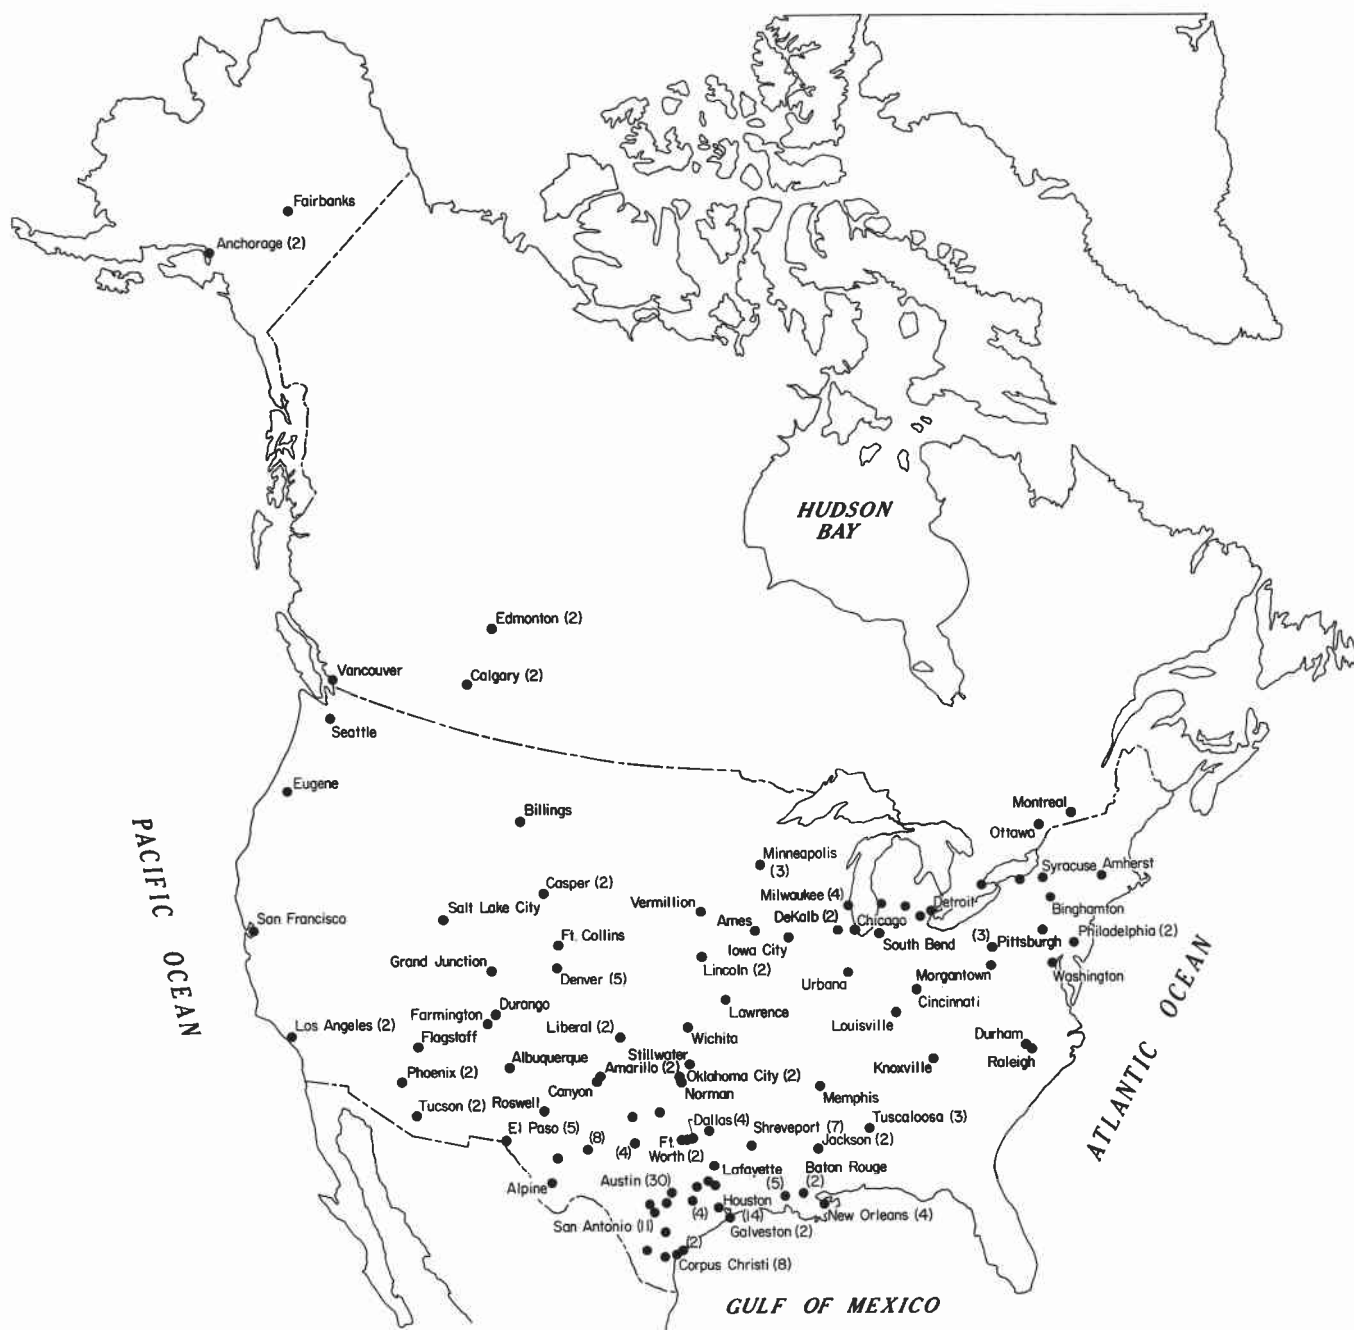 Fairbanks
Anchorage (2)
HUDSON
BAY
Edmonton (2)
Vancouver
Calgary (2)
Seattle
Eugene
Billings
Montreal
Ottawa
PACIFIC OCEAN
Minneapolis
(3)
Syracuse
Amherst
Casper (2)
Milwaukee (4)
Detroit
Binghamton
Vermillion
Salt Lake City
San Francisco
Ames
DeKalb (2)
Chicago
Iowa City
South Bend
(3)
Pittsburgh
Philadelphia (2)
Ft. Collins
Grand Junction
Denver (5)
Lincoln (2)
Urbana
Morgantown
Washington
Cincinnati
ATLANTIC OCEAN
Durango
Farmington
Lawrence
Louisville
Los Angeles (2)
Flagstaff
Liberal (2)
Wichita
Durham
Raleigh
Albuquerque
Stillwater
Knoxville
Phoenix (2)
Amarillo (2)
Canyon
Oklahoma City (2)
Norman
Memphis
Tucson (2)
Roswell
Tuscaloosa (3)
El Paso (5)
(8)
(4)
Ft.
Worth (2)
Dallas (4)
Shreveport (7)
Jackson (2)
Alpine
Lafayette
(5)
Baton Rouge
(2)
Austin (30)
(4)
Houston
(14)
New Orleans (4)
San Antonio (11)
Galveston (2)
(2)
Corpus Christi (8)
GULF OF MEXICO